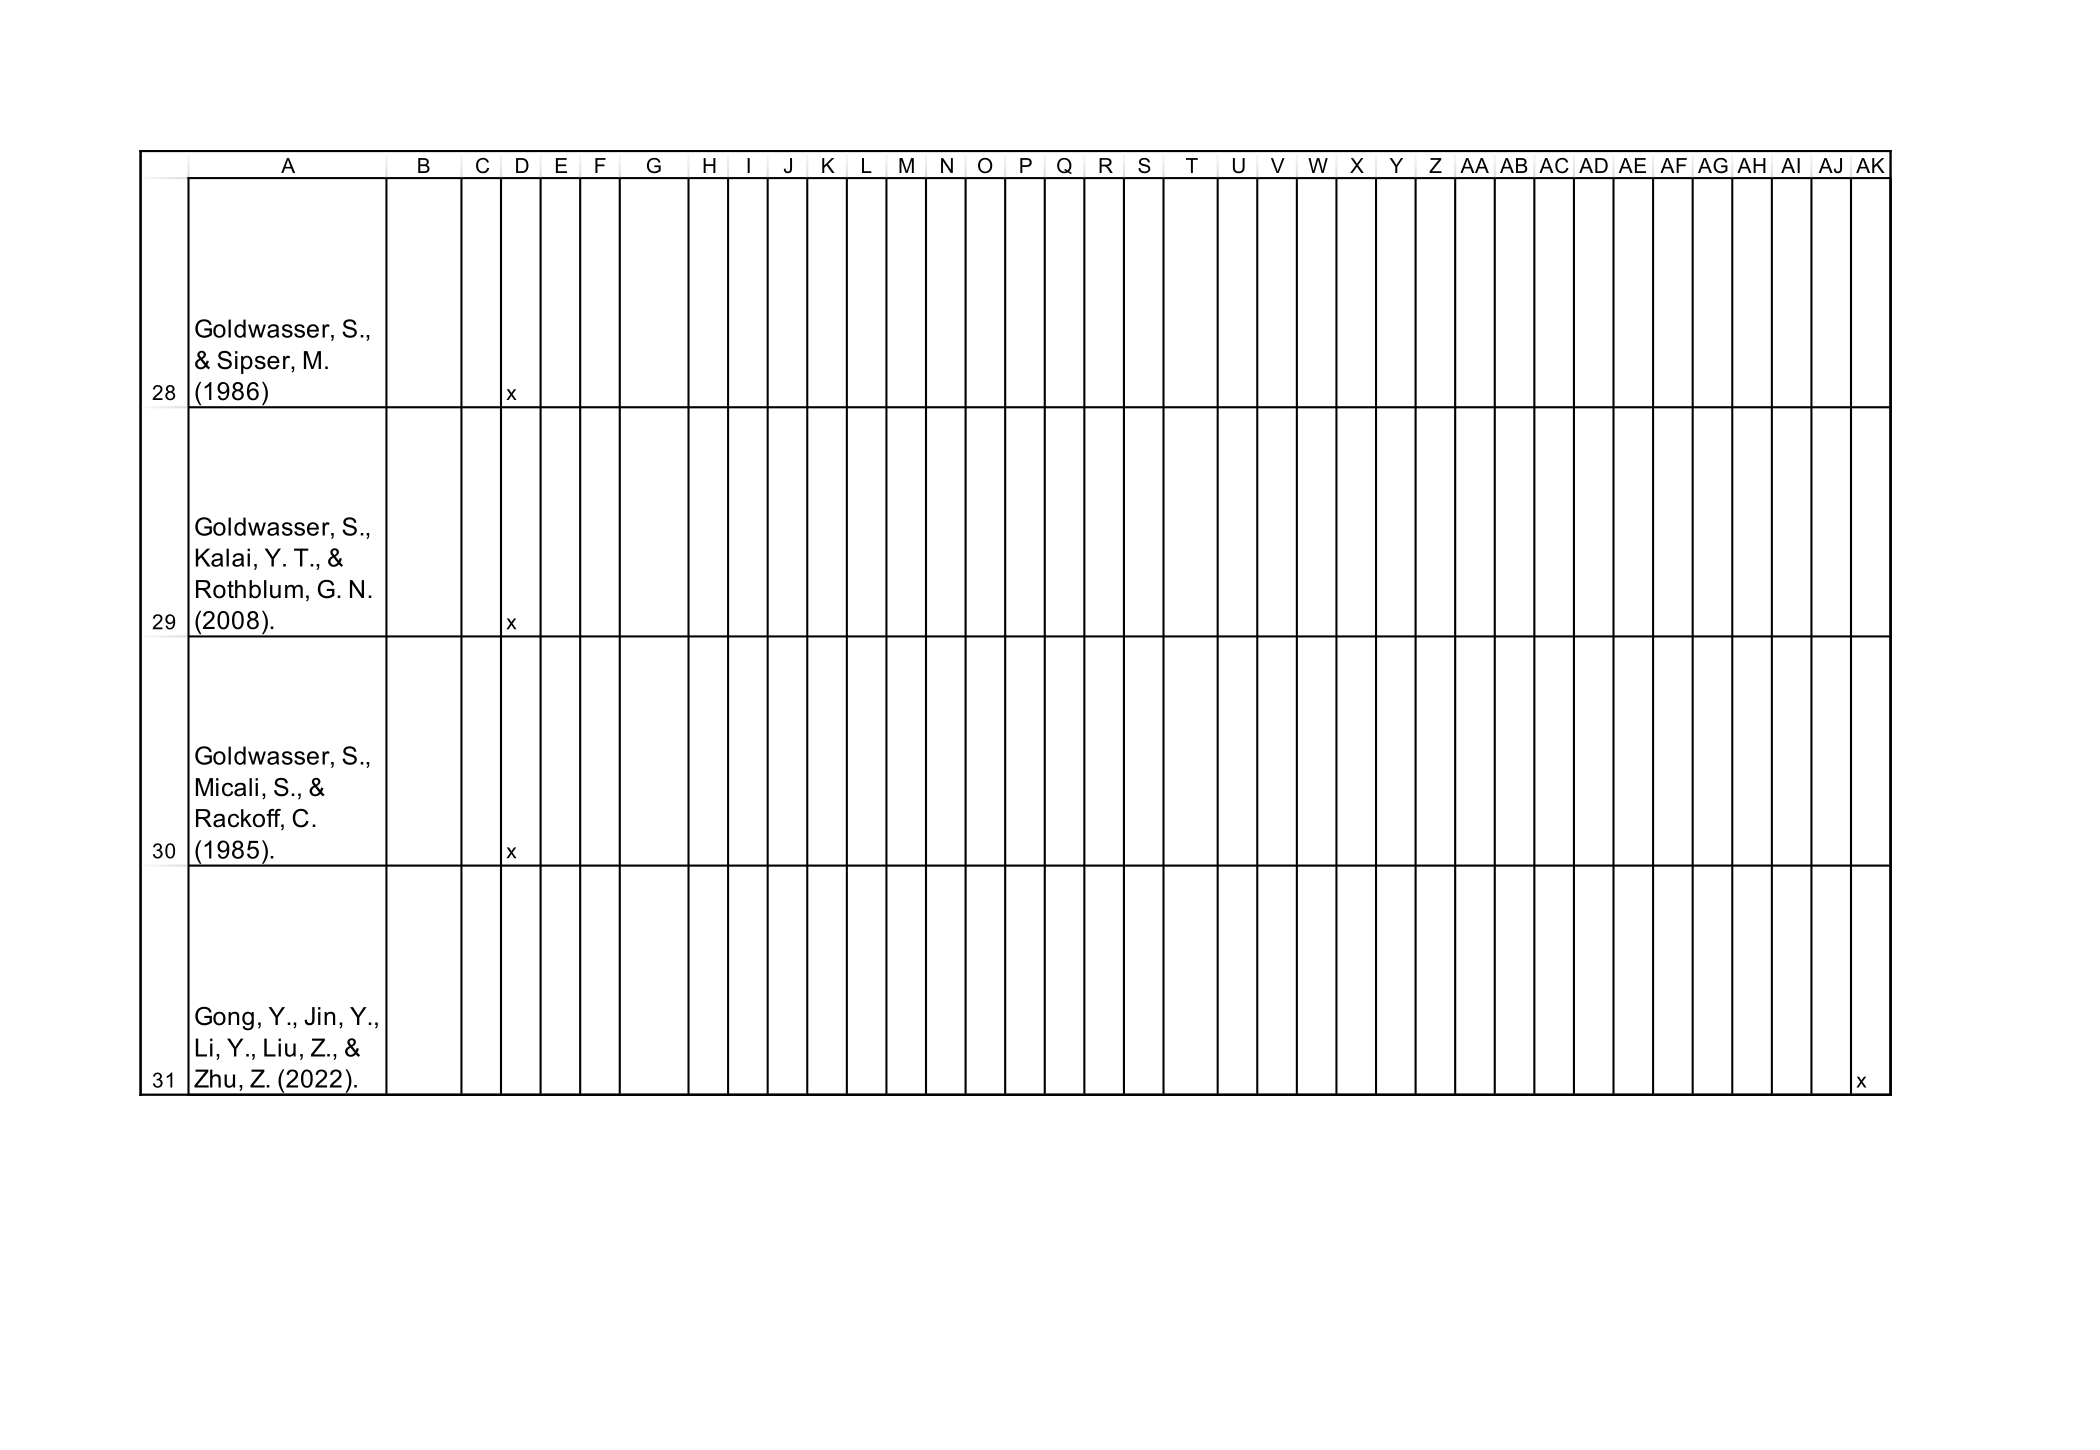 A B C D E F G H I J K L M N O P Q R S T U V W X Y Z AA AB AC AD AE AF AG AH AI AJ AK
Goldwasser, S.,
& Sipser, M.
28 (1986) x
Goldwasser, S.,
Kalai, Y. T., &
Rothblum, G. N.
29 (2008). x
Goldwasser, S.,
Micali, S., &
Rackoff, C.
30 (1985). x
Gong, Y., Jin, Y.,
Li, Y., Liu, Z., &
31 Zhu, Z. (2022). x